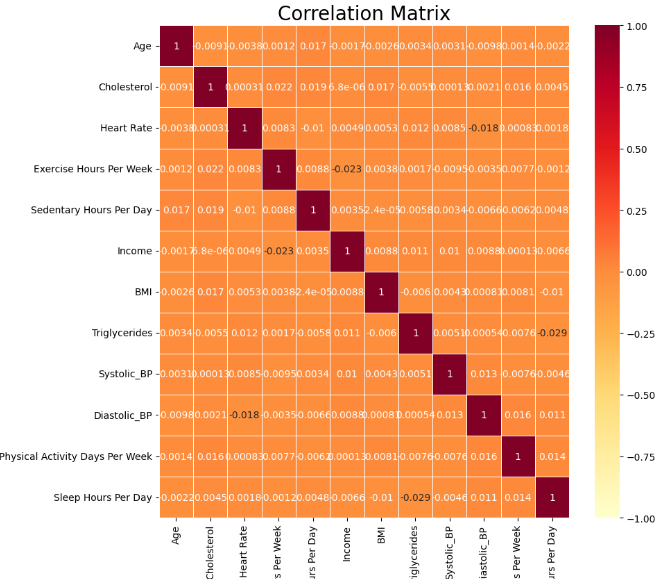 Correlation Matrix
Age 1 -0.0091 -0.0038 0.0012 0.017 -0.0017 -0.0026 0.0034 0.0031 -0.0098 0.0014 -0.0022
Cholesterol -0.0091 1 0.00031 0.022 0.019 6.8e-06 0.017 -0.0055 0.00013 0.0021 0.016 0.0045
Heart Rate -0.0038 0.00031 1 0.0083 -0.01 0.0049 0.0053 0.012 0.0085 -0.018 0.00083 0.0018
Exercise Hours Per Week 0.0012 0.022 0.0083 1 0.0088 -0.023 0.0038 0.0017 -0.0095 -0.0035 0.0077 -0.0012
Sedentary Hours Per Day 0.017 0.019 -0.01 0.0088 1 0.0035 2.4e-05 -0.0058 0.0034 -0.0066 -0.0062 0.0048
Income -0.0017 6.8e-06 0.0049 -0.023 0.0035 1 0.0088 0.011 0.01 0.0088 0.00013 -0.0066
BMI -0.0026 0.017 0.0053 0.0038 2.4e-05 0.0088 1 -0.006 0.0043 0.00081 0.0081 -0.01
Triglycerides 0.0034 -0.0055 0.012 0.0017 -0.0058 0.011 -0.006 1 0.0051 0.00054 -0.0076 -0.029
Systolic_BP 0.0031 0.00013 0.0085 -0.0095 0.0034 0.01 0.0043 0.0051 1 0.013 -0.0076 -0.0046
Diastolic_BP -0.0098 0.0021 -0.018 -0.0035 -0.0066 0.0088 0.00081 0.00054 0.013 1 0.016 0.011
Physical Activity Days Per Week 0.0014 0.016 0.00083 0.0077 -0.0062 0.00013 0.0081 -0.0076 -0.0076 0.016 1 0.014
Sleep Hours Per Day -0.0022 0.0045 0.0018 -0.0012 0.0048 -0.0066 -0.01 -0.029 -0.0046 0.011 0.014 1
Age
Cholesterol
Heart Rate
s Per Week
urs Per Day
Income
BMI
riglycerides
Systolic_BP
iastolic_BP
s Per Week
urs Per Day
1.00
0.75
0.50
0.25
0.00
−0.25
−0.50
−0.75
−1.00